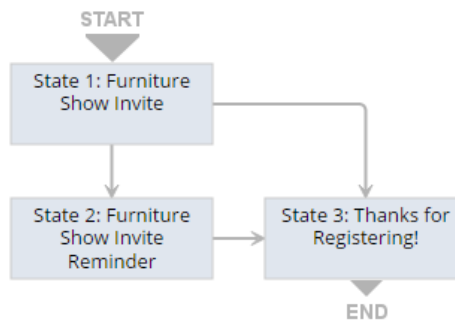 START
State 1: Furniture
Show Invite
State 2: Furniture
Show Invite
Reminder
State 3: Thanks for
Registering!
END